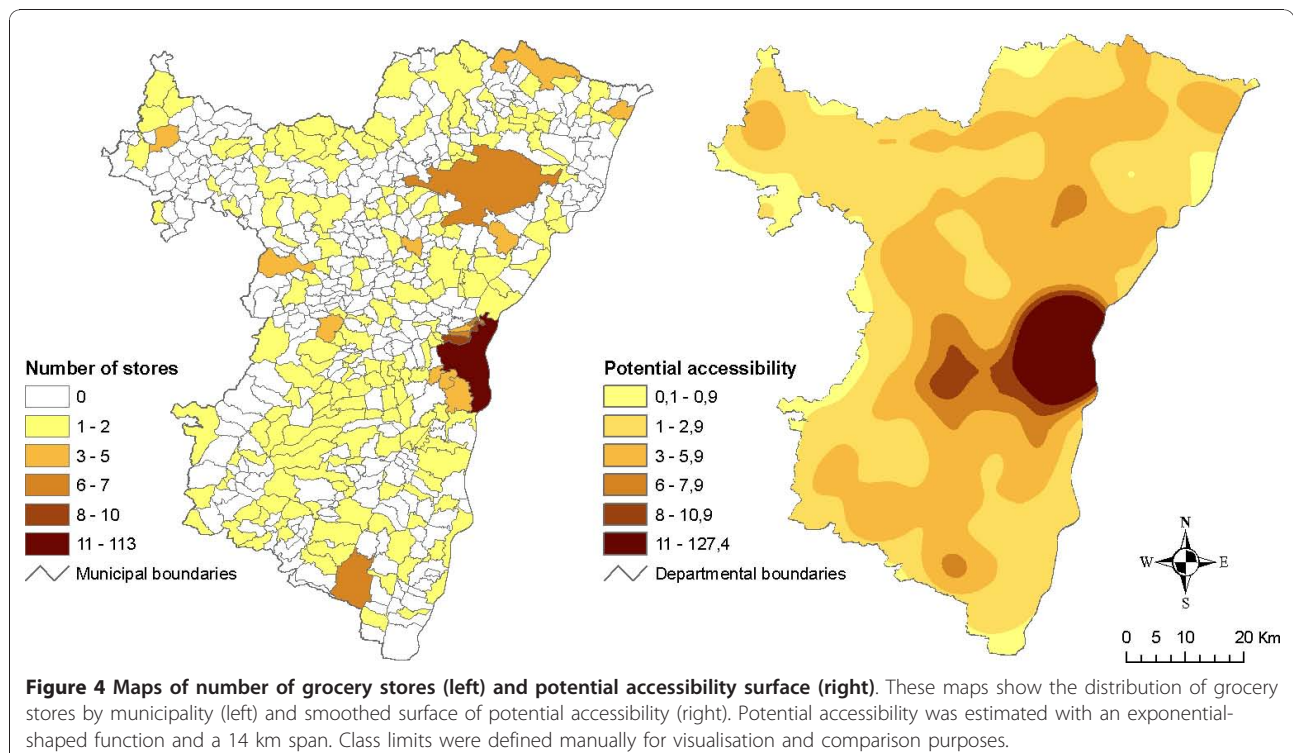 Number of stores
0
1 - 2
3 - 5
6 - 7
8 - 10
11 - 113
Municipal boundaries
Potential accessibility
0,1 - 0,9
1 - 2,9
3 - 5,9
6 - 7,9
8 - 10,9
11 - 127,4
Departmental boundaries
N
W E
S
0 5 10 20 Km
Figure 4 Maps of number of grocery stores (left) and potential accessibility surface (right). These maps show the distribution of grocery
stores by municipality (left) and smoothed surface of potential accessibility (right). Potential accessibility was estimated with an exponential-
shaped function and a 14 km span. Class limits were defined manually for visualisation and comparison purposes.